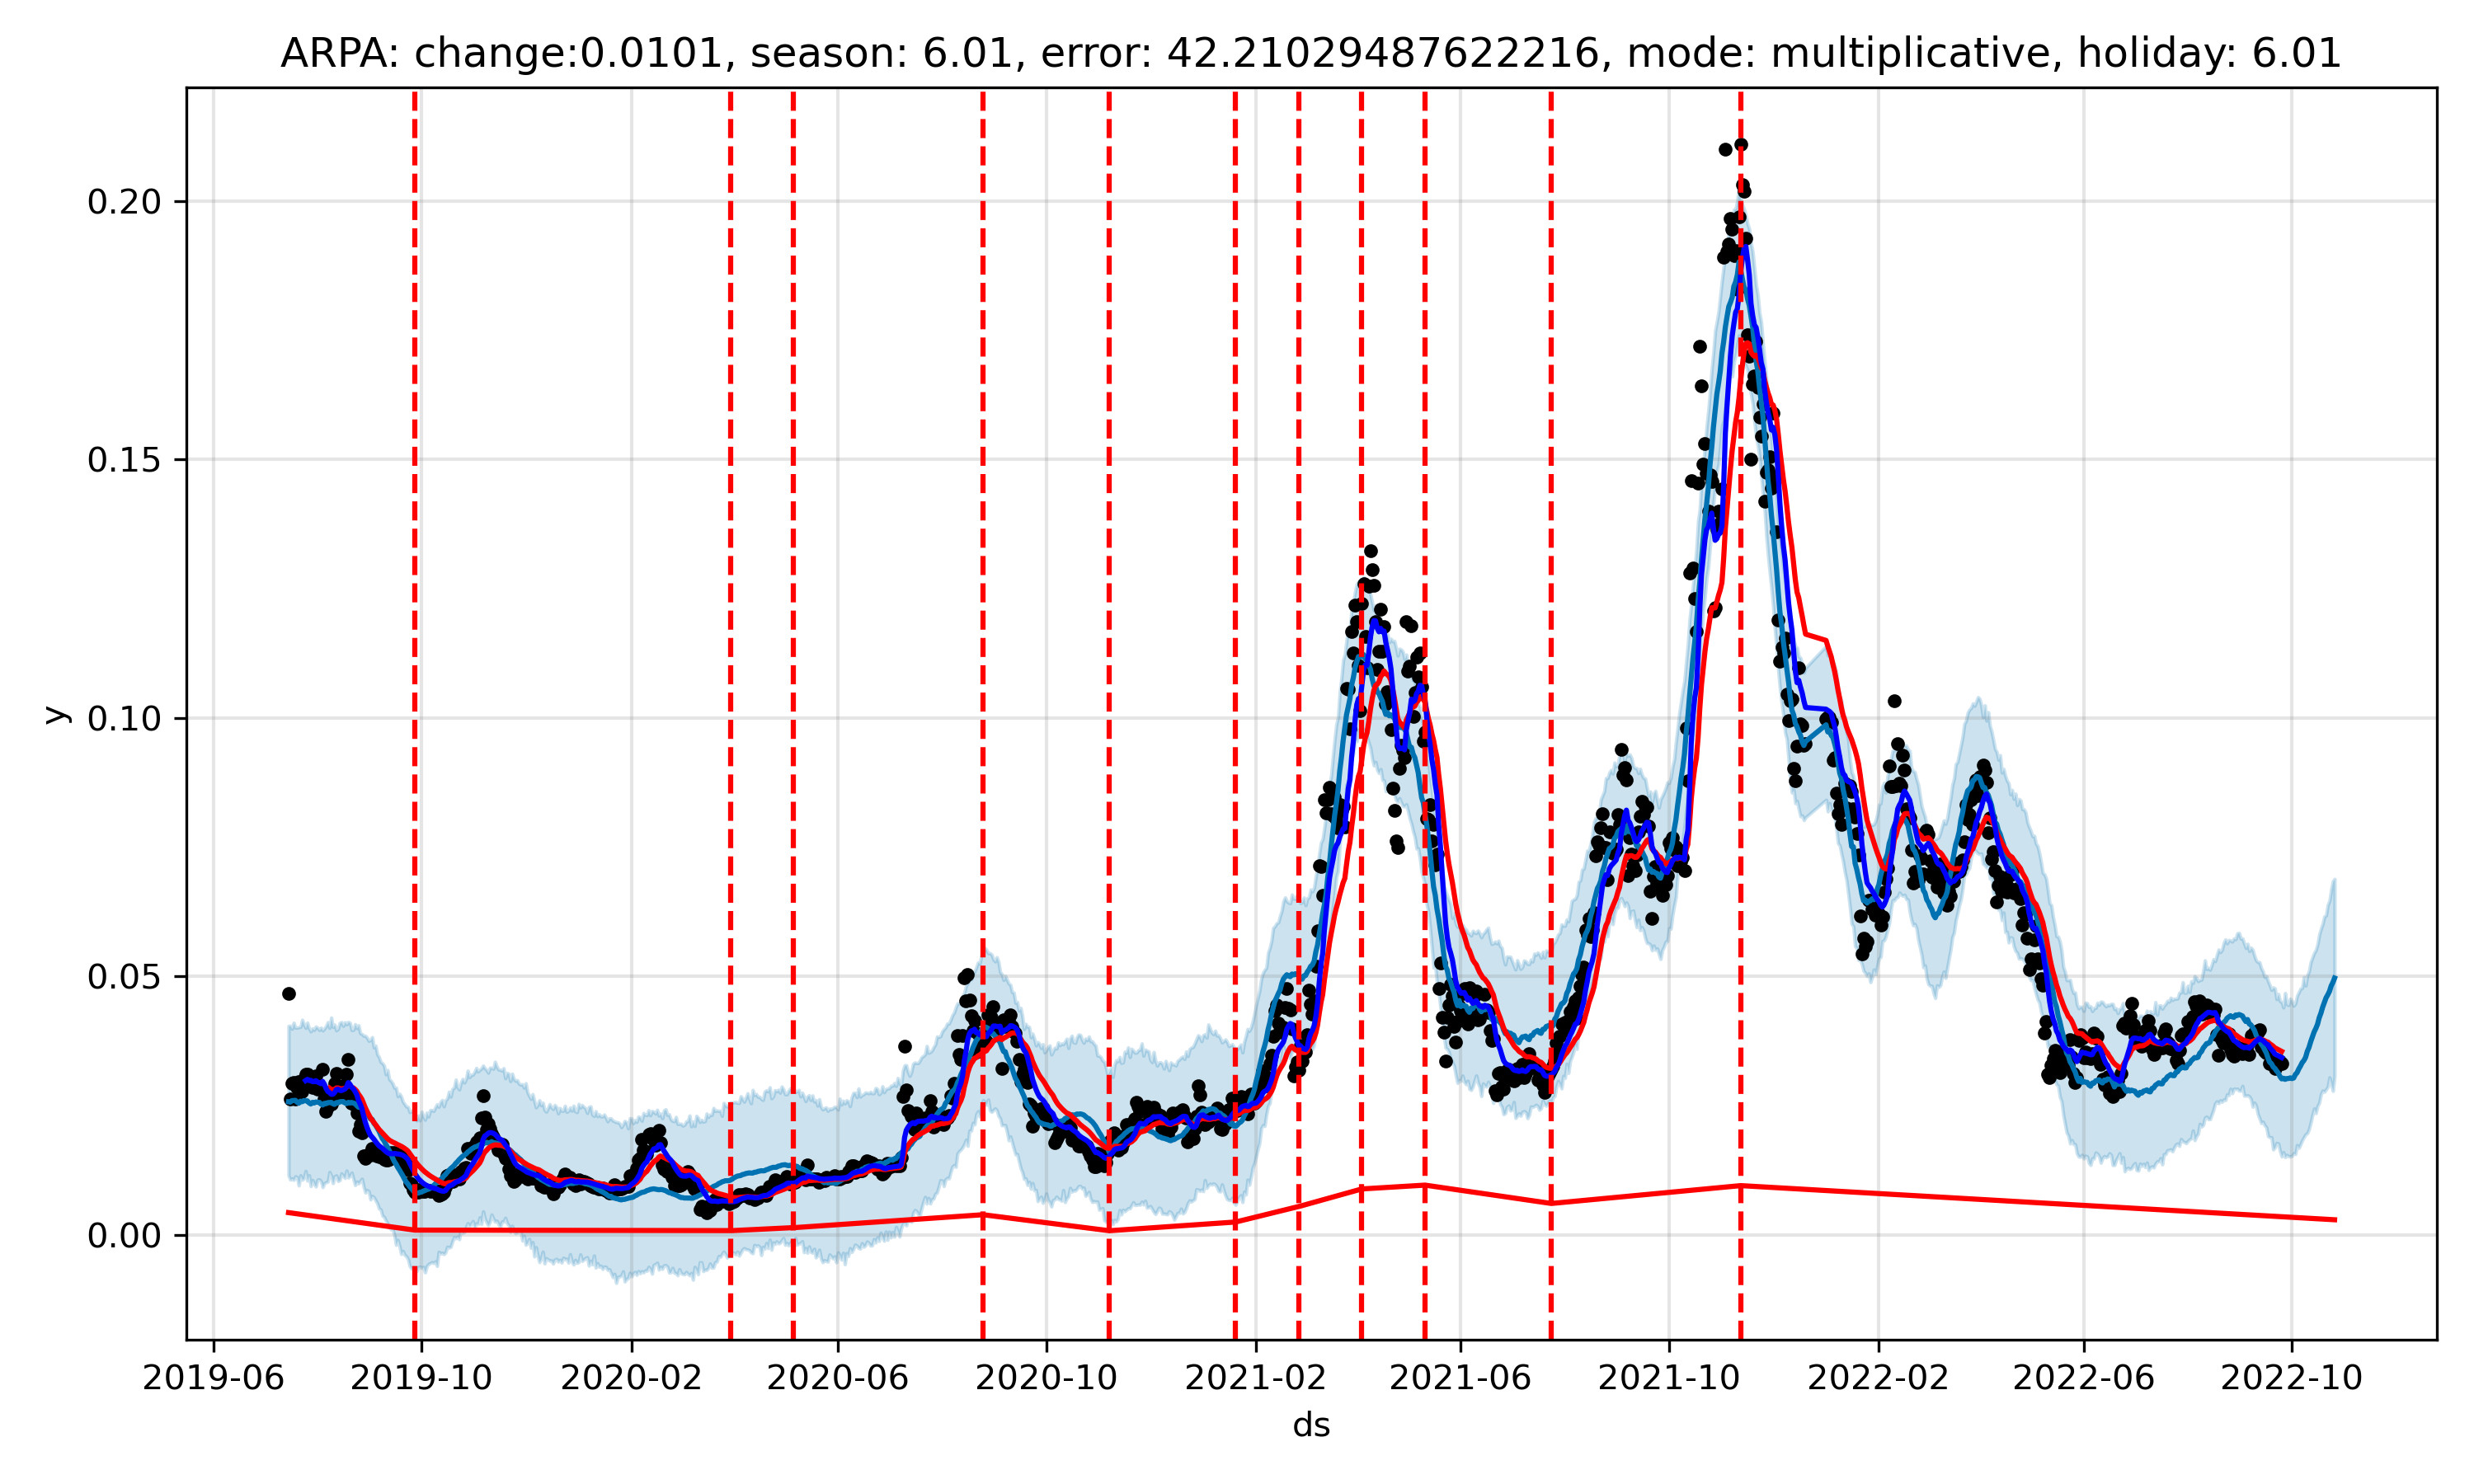 ARPA: change:0.0101, season: 6.01, error: 42.21029487622216, mode: multiplicative, holiday: 6.01
0.20
0.15
0.10
0.05
0.00
y
2019-06 2019-10 2020-02 2020-06 2020-10 2021-02 2021-06 2021-10 2022-02 2022-06 2022-10
ds